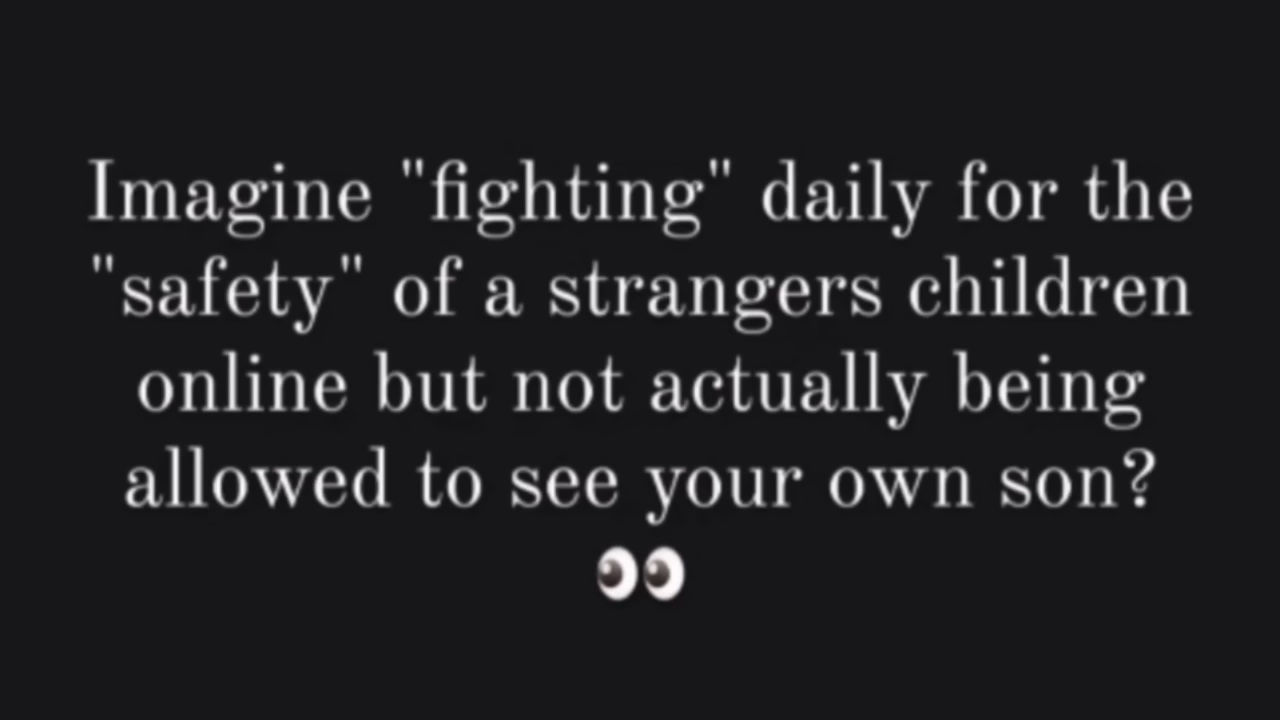 Imagine "fighting" daily for the
"safety" of a strangers children
online but not actually being
allowed to see your own son?
👀